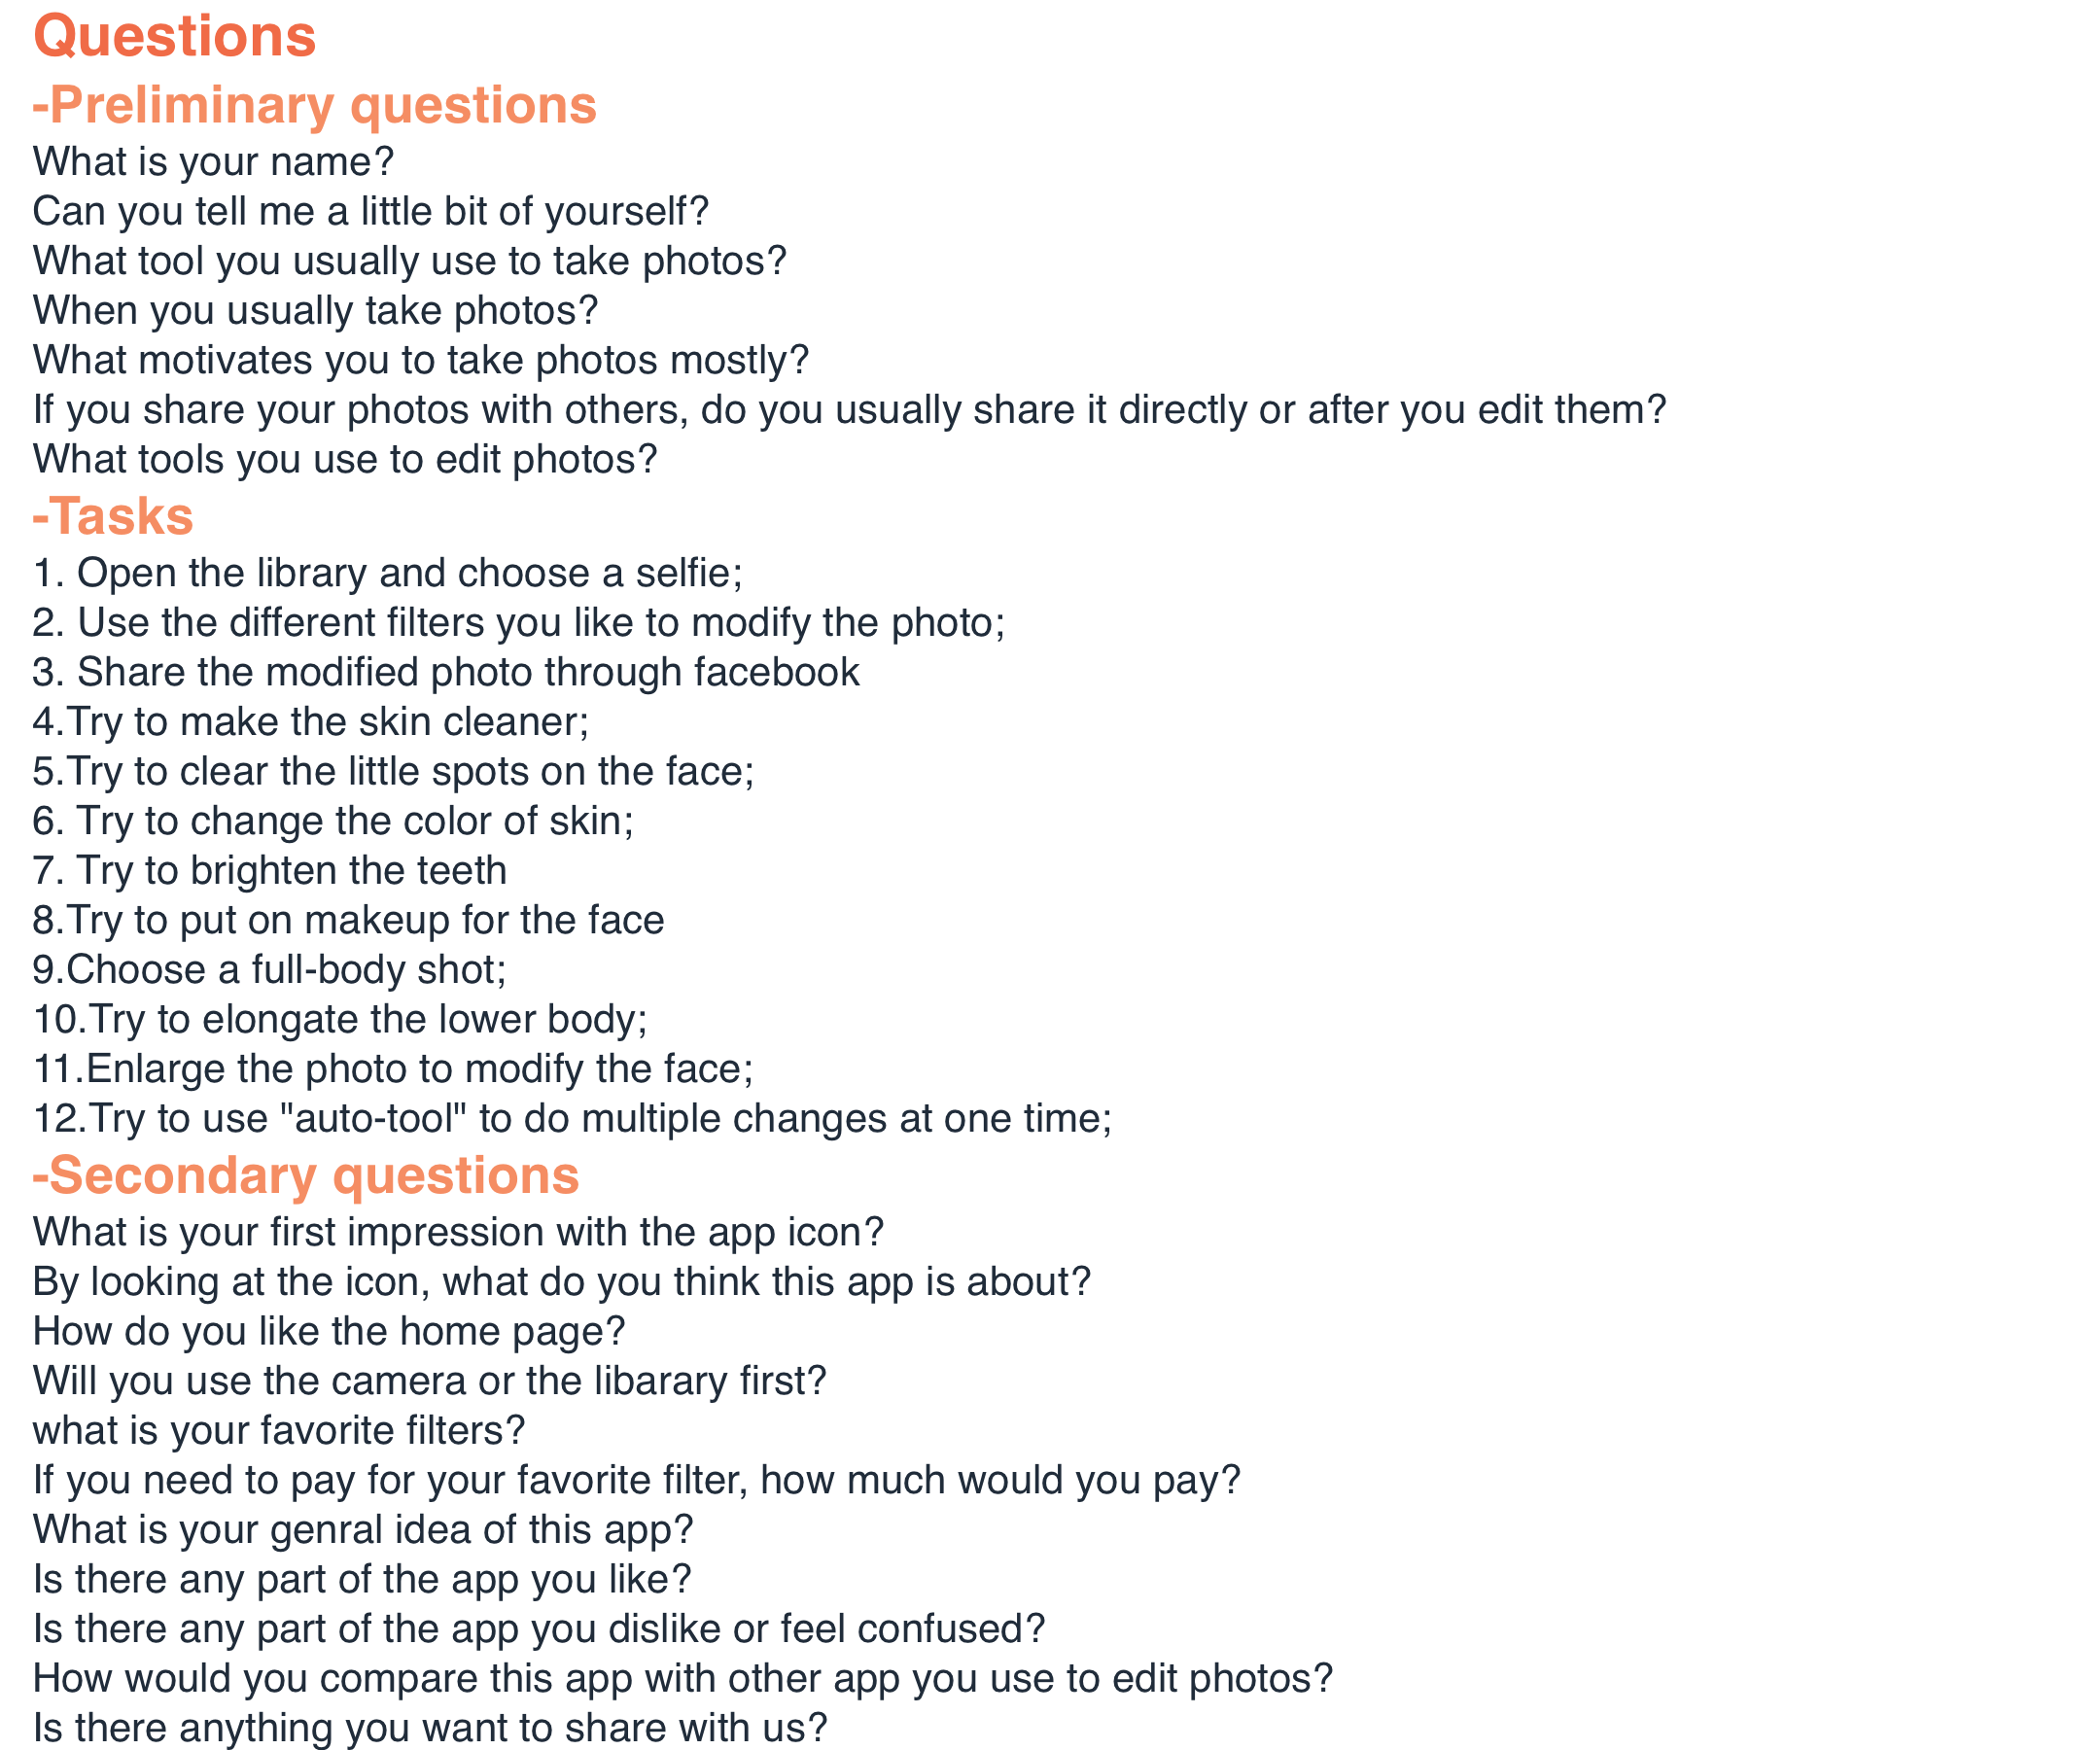 Questions
-Preliminary questions
What is your name?
Can you tell me a little bit of yourself?
What tool you usually use to take photos?
When you usually take photos?
What motivates you to take photos mostly?
If you share your photos with others, do you usually share it directly or after you edit them?
What tools you use to edit photos?
-Tasks
1. Open the library and choose a selfie;
2. Use the different filters you like to modify the photo;
3. Share the modified photo through facebook
4.Try to make the skin cleaner;
5.Try to clear the little spots on the face;
6. Try to change the color of skin;
7. Try to brighten the teeth
8.Try to put on makeup for the face
9.Choose a full-body shot;
10.Try to elongate the lower body;
11.Enlarge the photo to modify the face;
12.Try to use "auto-tool" to do multiple changes at one time;
-Secondary questions
What is your first impression with the app icon?
By looking at the icon, what do you think this app is about?
How do you like the home page?
Will you use the camera or the libarary first?
what is your favorite filters?
If you need to pay for your favorite filter, how much would you pay?
What is your genral idea of this app?
Is there any part of the app you like?
Is there any part of the app you dislike or feel confused?
How would you compare this app with other app you use to edit photos?
Is there anything you want to share with us?